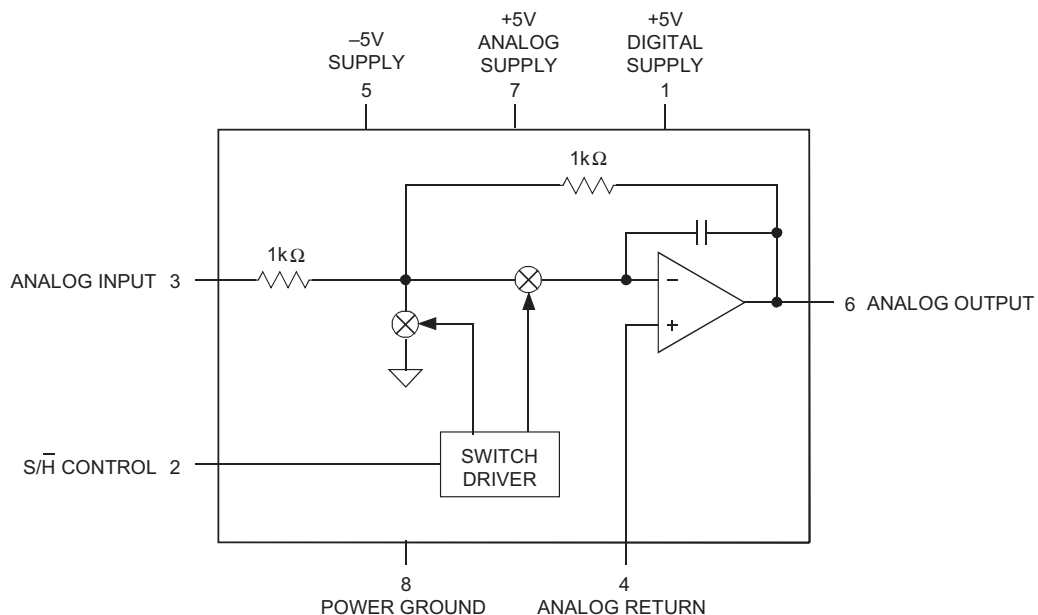 –5V
SUPPLY
5
+5V
ANALOG
SUPPLY
7
+5V
DIGITAL
SUPPLY
1
1kΩ
1kΩ
ANALOG INPUT 3
–
+
6 ANALOG OUTPUT
S/H̅ CONTROL 2
SWITCH
DRIVER
8
POWER GROUND
4
ANALOG RETURN